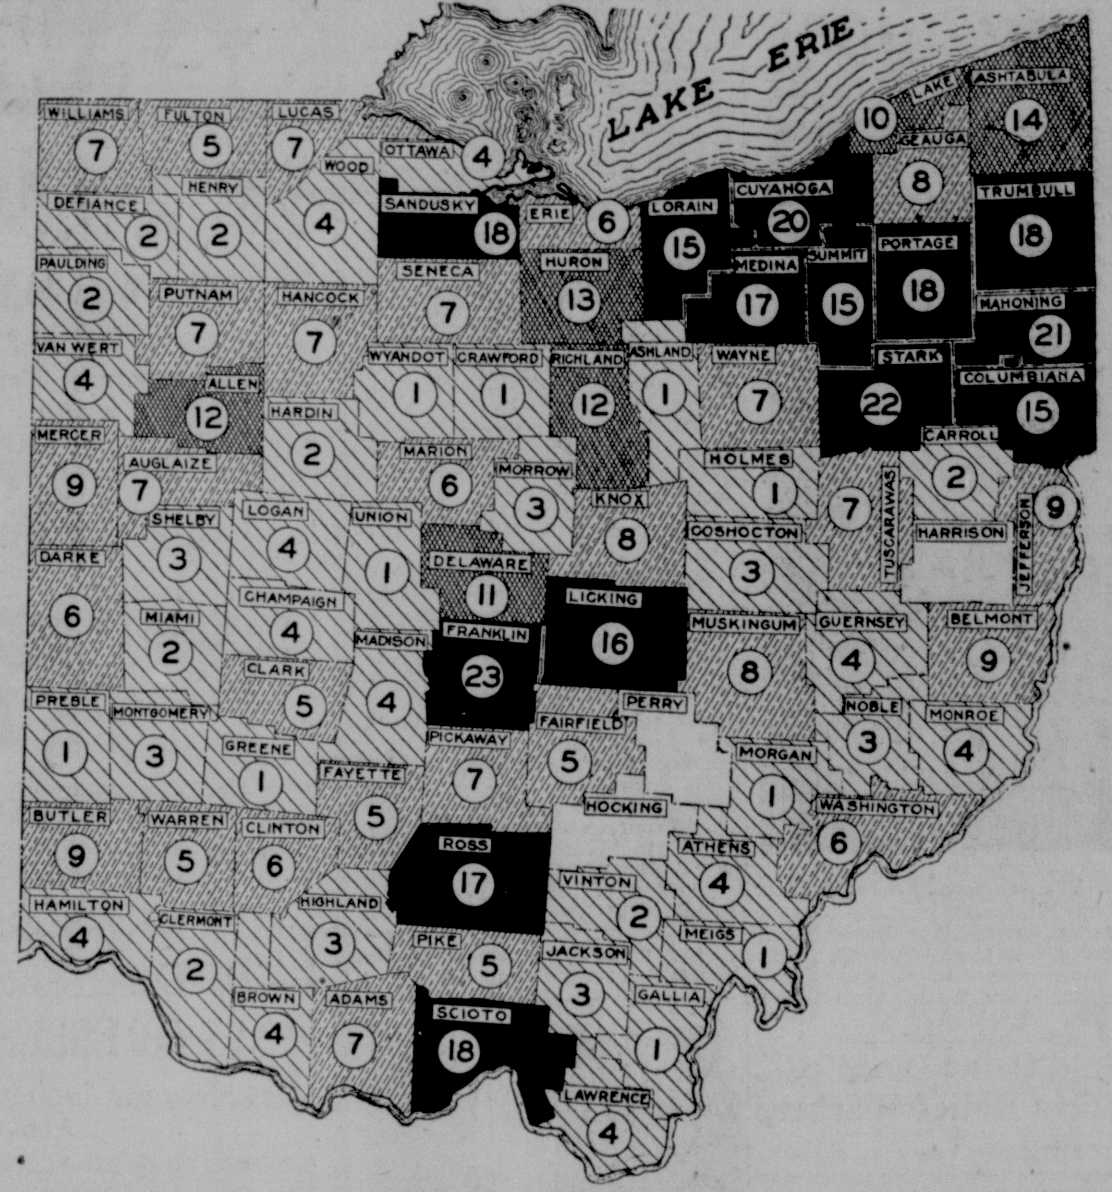 LAKE ERIE
WILLIAMS
7
FULTON
5
LUCAS
7
WOOD
4
OTTAWA
4
HENRY
2
DEFIANCE
2
SANDUSKY
18
ERIE
6
LORAIN
15
CUYAHOGA
20
LAKE
10
ASHTABULA
14
GEAUGA
8
TRUMBULL
18
PAULDING
2
PUTNAM
7
HANCOCK
7
SENECA
7
HURON
13
MEDINA
17
SUMMIT
15
PORTAGE
18
MAHONING
21
VAN WERT
4
ALLEN
12
WYANDOT
1
CRAWFORD
1
RICHLAND
12
ASHLAND
1
WAYNE
7
STARK
22
COLUMBIANA
15
MERCER
9
AUGLAIZE
7
HARDIN
2
MARION
6
MORROW
3
KNOX
8
HOLMES
1
TUSCARAWAS
7
CARROLL
2
HARRISON
JEFFERSON
9
SHELBY
3
LOGAN
4
UNION
1
DELAWARE
11
COSHOCTON
3
DARKE
6
MIAMI
2
CHAMPAIGN
4
MADISON
4
FRANKLIN
23
LICKING
16
MUSKINGUM
8
GUERNSEY
4
BELMONT
9
CLARK
5
PREBLE
1
MONTGOMERY
3
GREENE
1
FAYETTE
5
PICKAWAY
7
FAIRFIELD
5
PERRY
MORGAN
1
NOBLE
3
MONROE
4
BUTLER
9
WARREN
5
CLINTON
6
ROSS
17
HOCKING
ATHENS
4
WASHINGTON
6
HAMILTON
4
CLERMONT
2
HIGHLAND
3
PIKE
5
VINTON
2
MEIGS
1
BROWN
4
ADAMS
7
SCIOTO
18
JACKSON
3
GALLIA
1
LAWRENCE
4